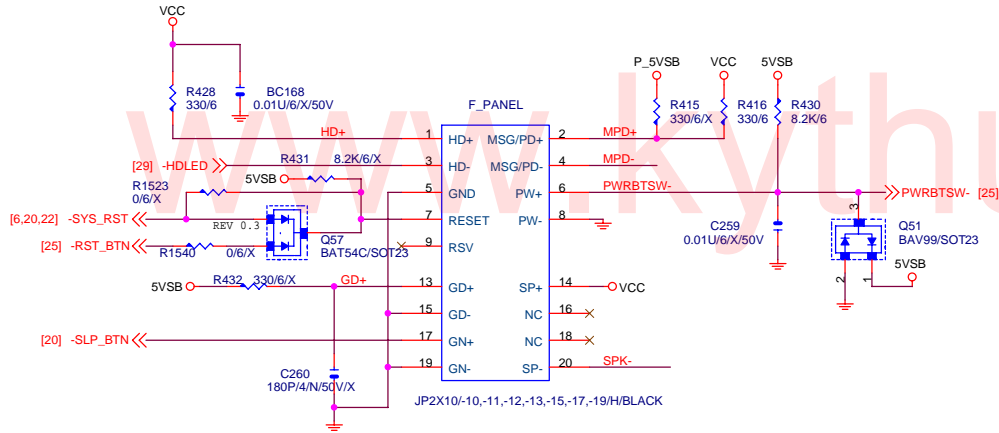 VCC
R428
330/6
BC168
0.01U/6/X/50V
P_5VSB
VCC
5VSB
R415
330/6/X
R416
330/6
R430
8.2K/6
F_PANEL
www.kythu
HD+
1
HD+
MSG/PD+
2
MPD+
[29] -HDLED
R431
8.2K/6/X
3
HD-
MSG/PD-
4
MPD-
5VSB
R1523
0/6/X
5
GND
PW+
6
PWRBTSW-
PWRBTSW- [25]
[6,20,22] -SYS_RST
REV 0.3
7
RESET
PW-
8
C259
0.01U/6/X/50V
3
Q51
BAV99/SOT23
[25] -RST_BTN
R1540
0/6/X
Q57
BAT54C/SOT23
9
RSV
5VSB
2
1
5VSB
R432
330/6/X
GD+
13
GD+
SP+
14
VCC
15
GD-
NC
16
[20] -SLP_BTN
17
GN+
NC
18
19
GN-
SP-
20
SPK-
C260
180P/4/N/50V/X
JP2X10/-10,-11,-12,-13,-15,-17,-19/H/BLACK